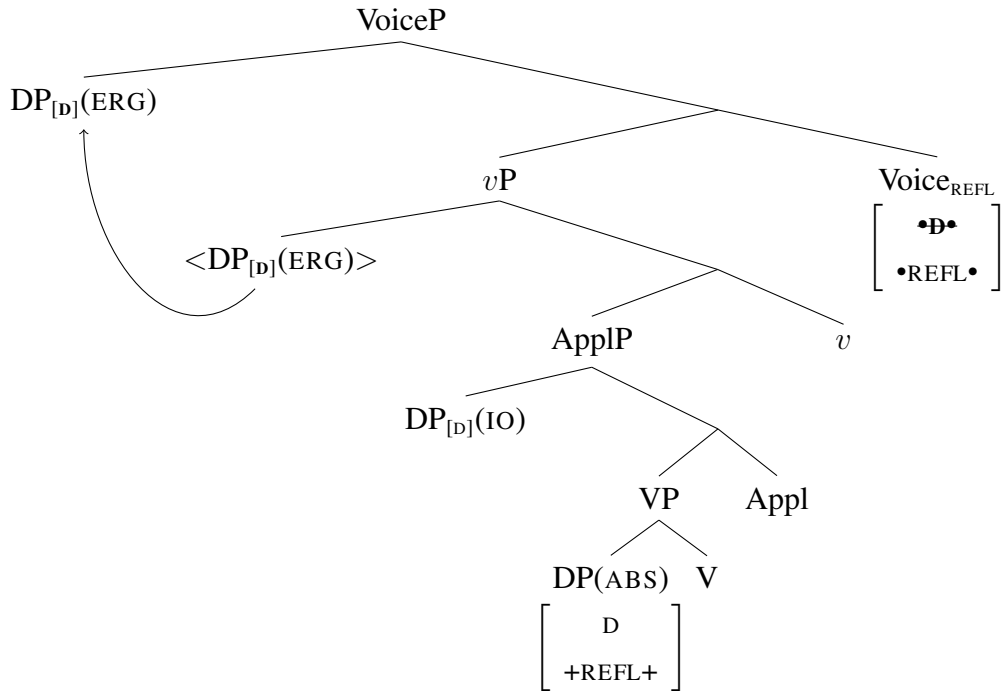 VoiceP
DP[D](ERG)
vP
Voice_REFL
•D•
•REFL•
<DP[D](ERG)>
ApplP
v
DP[D](IO)
VP
Appl
DP(ABS)
V
D
+REFL+